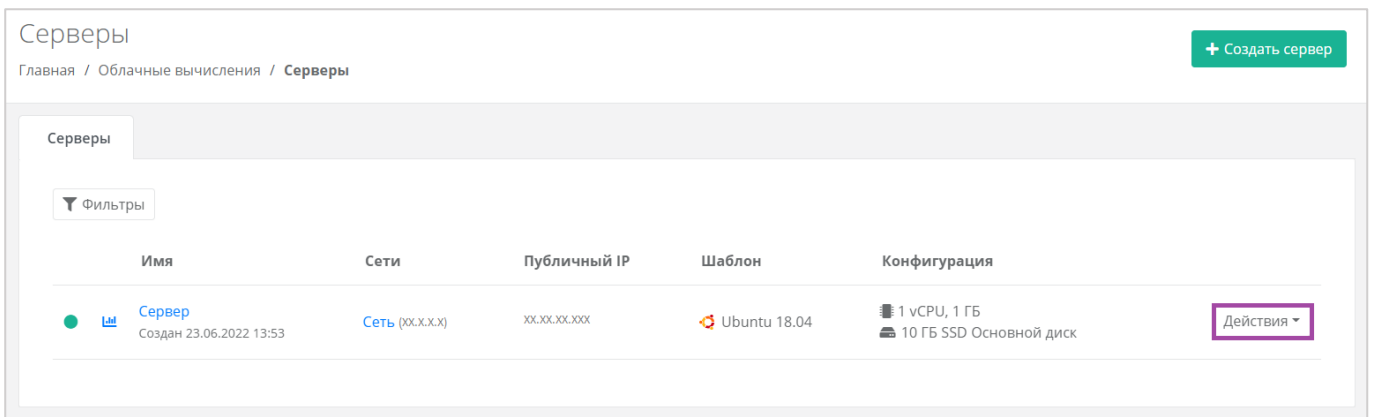 Серверы
+ Создать сервер
Главная / Облачные вычисления / Серверы
Серверы
Фильтры
Имя Сети Публичный IP Шаблон Конфигурация
Сервер Сеть (XX.X.X.X) XX.XX.XX.XXX Ubuntu 18.04 1 vCPU, 1 ГБ Действия
Создан 23.06.2022 13:53 10 ГБ SSD Основной диск